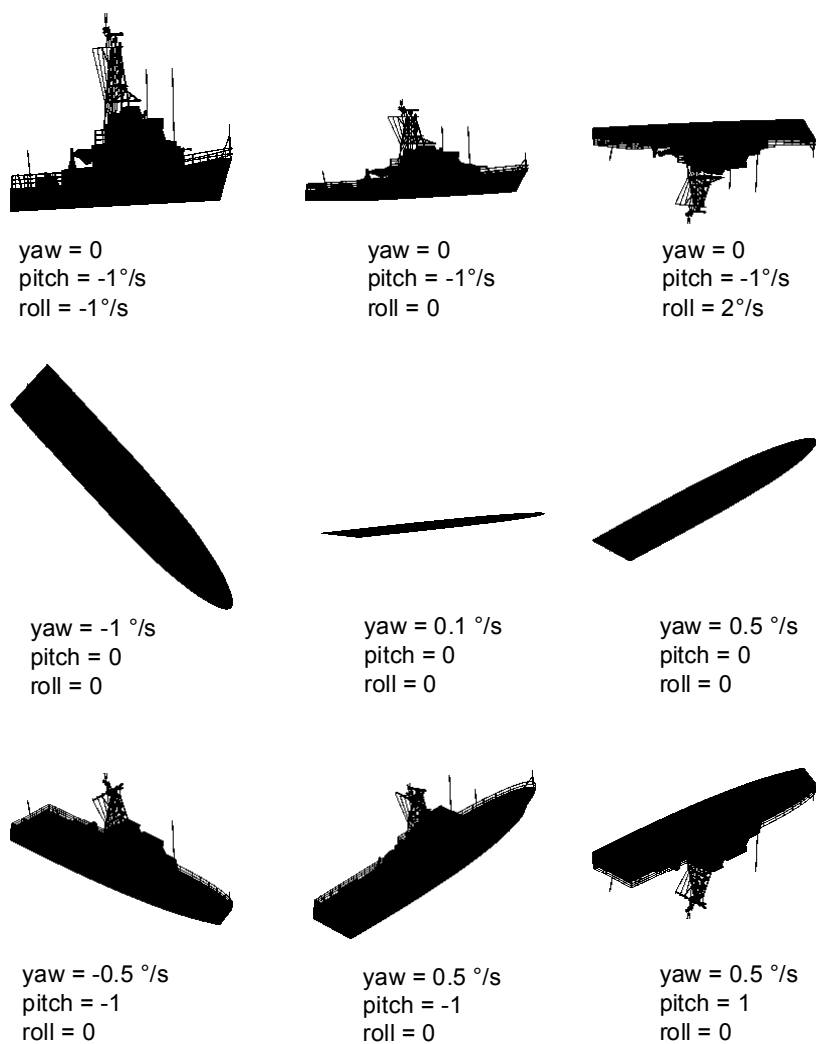 yaw = 0
pitch = -1°/s
roll = -1°/s
yaw = 0
pitch = -1°/s
roll = 0
yaw = 0
pitch = -1°/s
roll = 2°/s
yaw = -1 °/s
pitch = 0
roll = 0
yaw = 0.1 °/s
pitch = 0
roll = 0
yaw = 0.5 °/s
pitch = 0
roll = 0
yaw = -0.5 °/s
pitch = -1
roll = 0
yaw = 0.5 °/s
pitch = -1
roll = 0
yaw = 0.5 °/s
pitch = 1
roll = 0